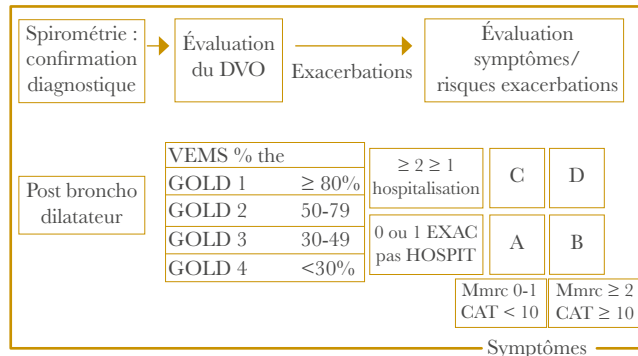 Spirométrie :
confirmation
diagnostique
Évaluation
du DVO
Exacerbations
Évaluation
symptômes/
risques exacerbations
Post broncho
dilatateur
VEMS % the
GOLD 1 ≥ 80%
GOLD 2 50-79
GOLD 3 30-49
GOLD 4 <30%
≥ 2 ≥ 1
hospitalisation
C D
0 ou 1 EXAC
pas HOSPIT
A B
Mmrc 0-1
CAT < 10
Mmrc ≥ 2
CAT ≥ 10
Symptômes